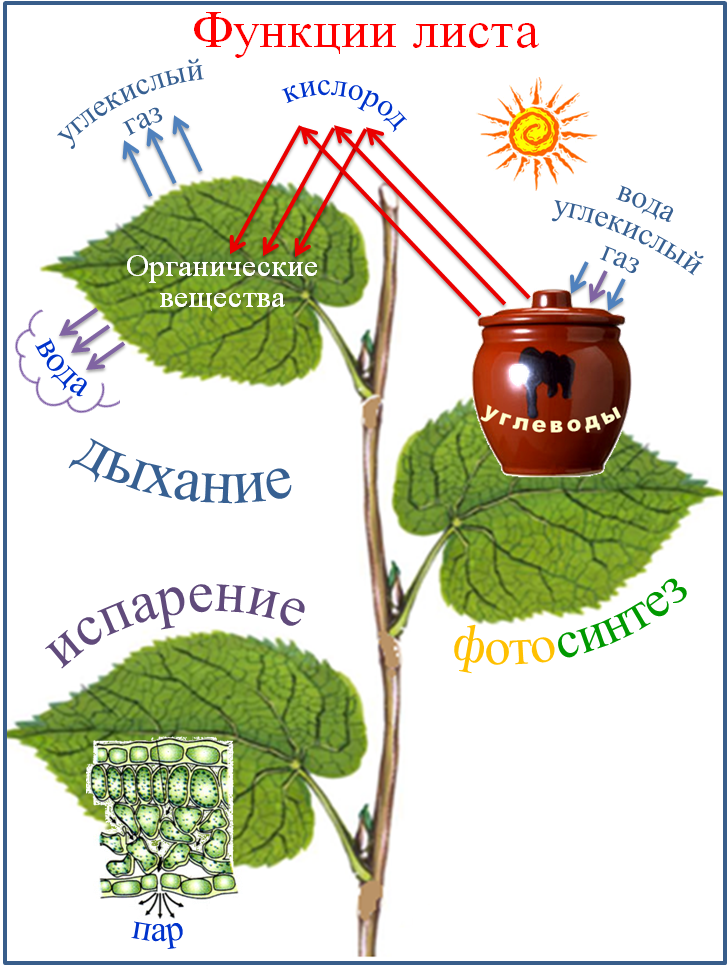 Функции листа
углекислый
газ
кислород
вода
углекислый
газ
Органические
вещества
вода
углеводы
дыхание
испарение
фотосинтез
пар